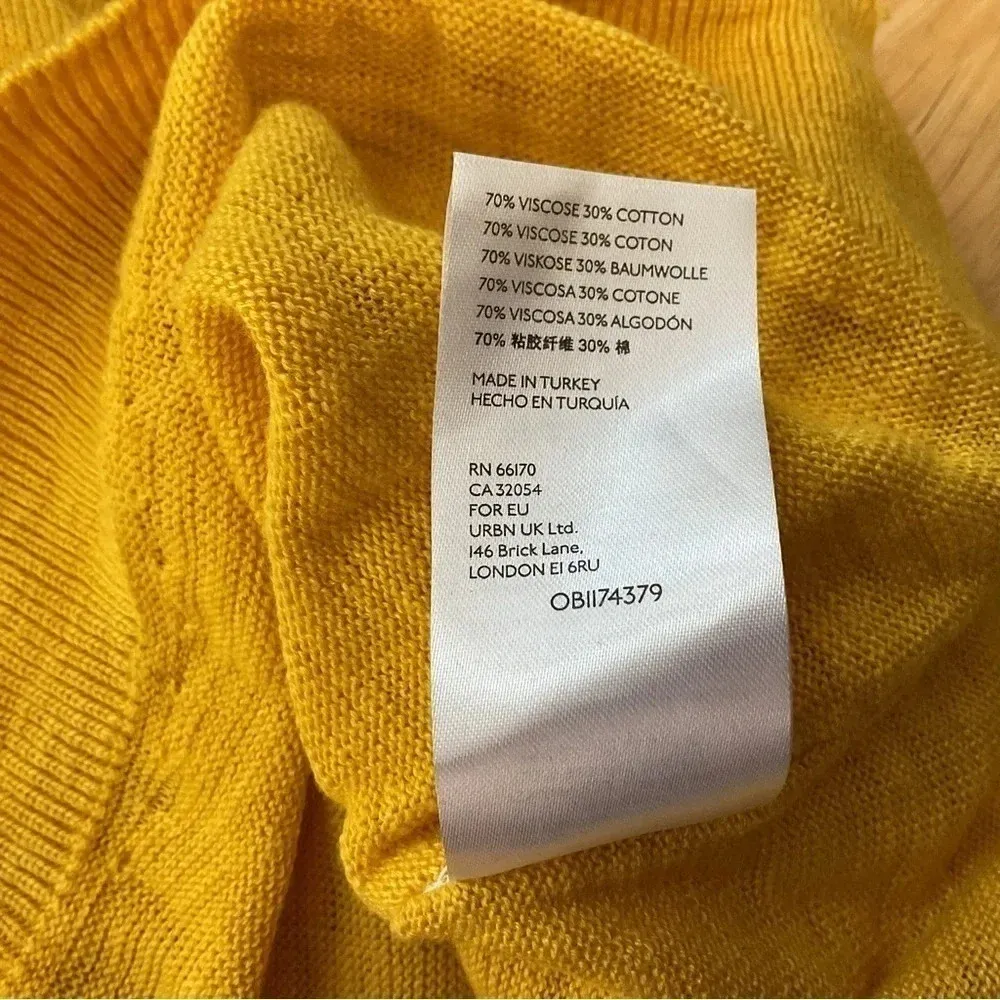 70% VISCOSE 30% COTTON
70% VISCOSE 30% COTON
70% VISKOSE 30% BAUMWOLLE
70% VISCOSA 30% COTONE
70% VISCOSA 30% ALGODÓN
70% 粘胶纤维 30% 棉
MADE IN TURKEY
HECHO EN TURQUÍA
RN 66170
CA 32054
FOR EU
URBN UK Ltd.
146 Brick Lane,
LONDON E1 6RU
OB1174379